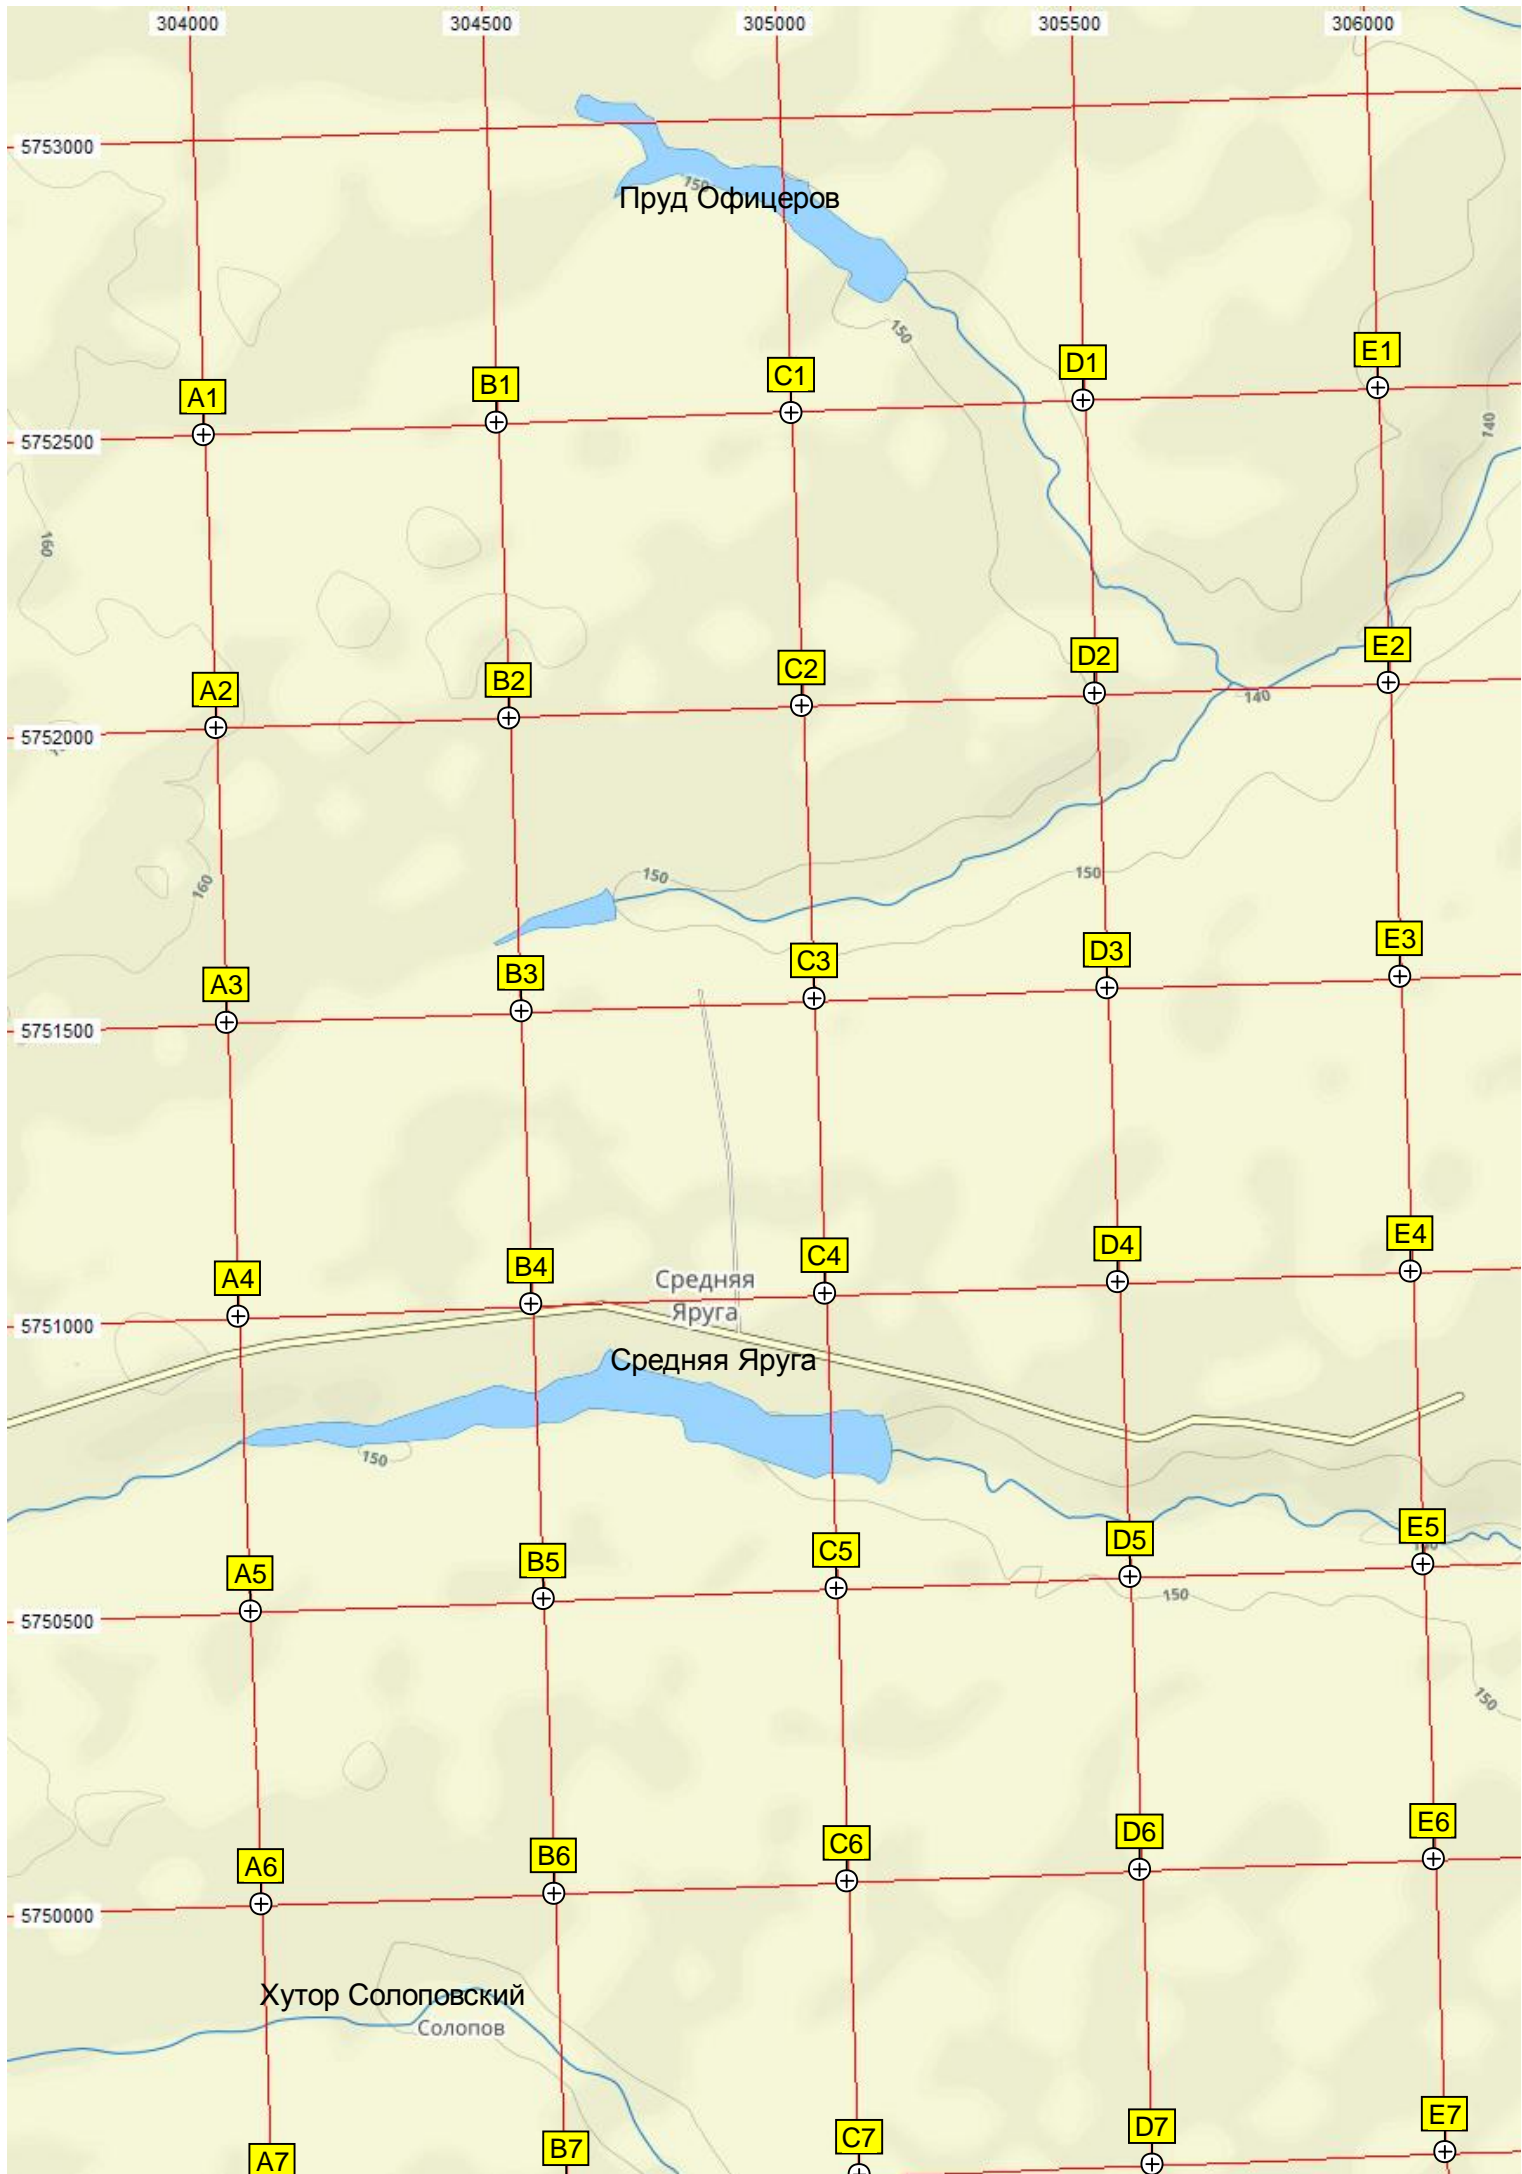 304000 304500 305000 305500 306000
5753000
150
Пруд Офицеров
150
A1 B1 C1 D1 E1
5752500
140
160
A2 B2 C2 D2 E2
5752000
140
160
150
150
A3 B3 C3 D3 E3
5751500
A4 B4 C4 D4 E4
5751000
Средняя
Яруга
Средняя Яруга
150
A5 B5 C5 D5 E5
5750500
150
150
A6 B6 C6 D6 E6
5750000
Хутор Солоповский
Солопов
A7 B7 C7 D7 E7